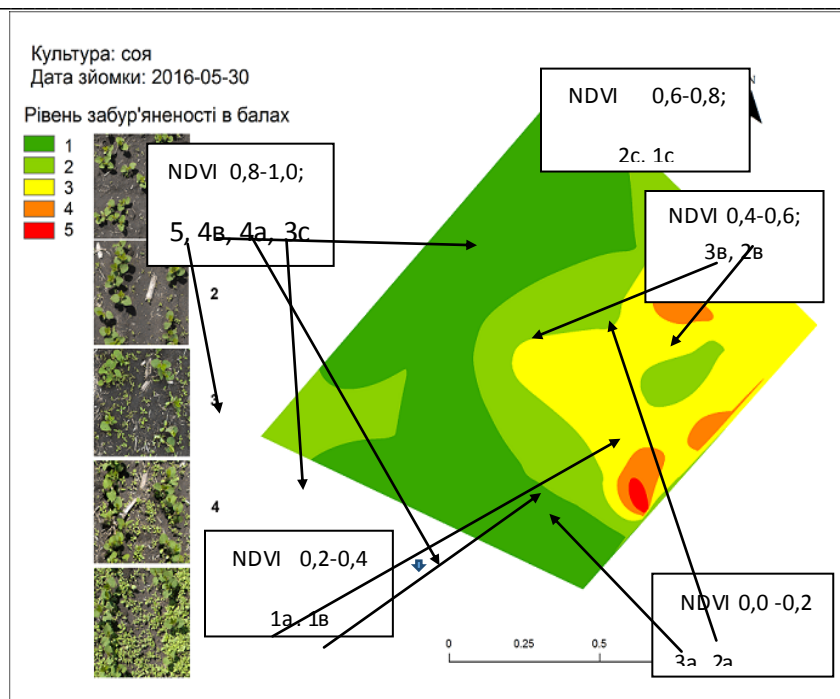 Культура: соя
Дата зйомки: 2016-05-30
Рівень забур'яненості в балах
1
2
3
4
5
NDVI 0,8-1,0;
5, 4в, 4а, 3с
NDVI 0,6-0,8;
2с. 1с
N
NDVI 0,4-0,6;
3в, 2в
2
3
4
NDVI 0,2-0,4
1а. 1в
NDVI 0,0 -0,2
3а 2а
0 0.25 0.5